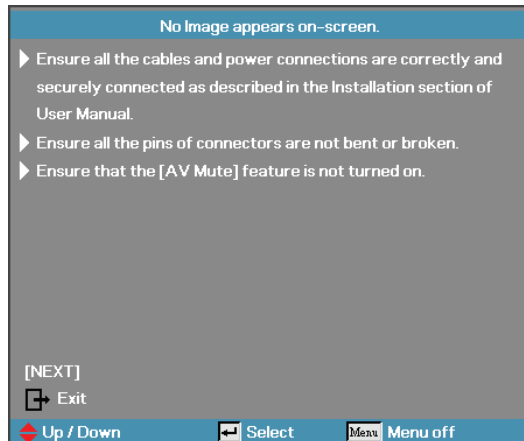 No Image appears on-screen.
Ensure all the cables and power connections are correctly and
securely connected as described in the Installation section of
User Manual.
Ensure all the pins of connectors are not bent or broken.
Ensure that the [AV Mute] feature is not turned on.
[NEXT]
Exit
Up / Down Select Menu Menu off